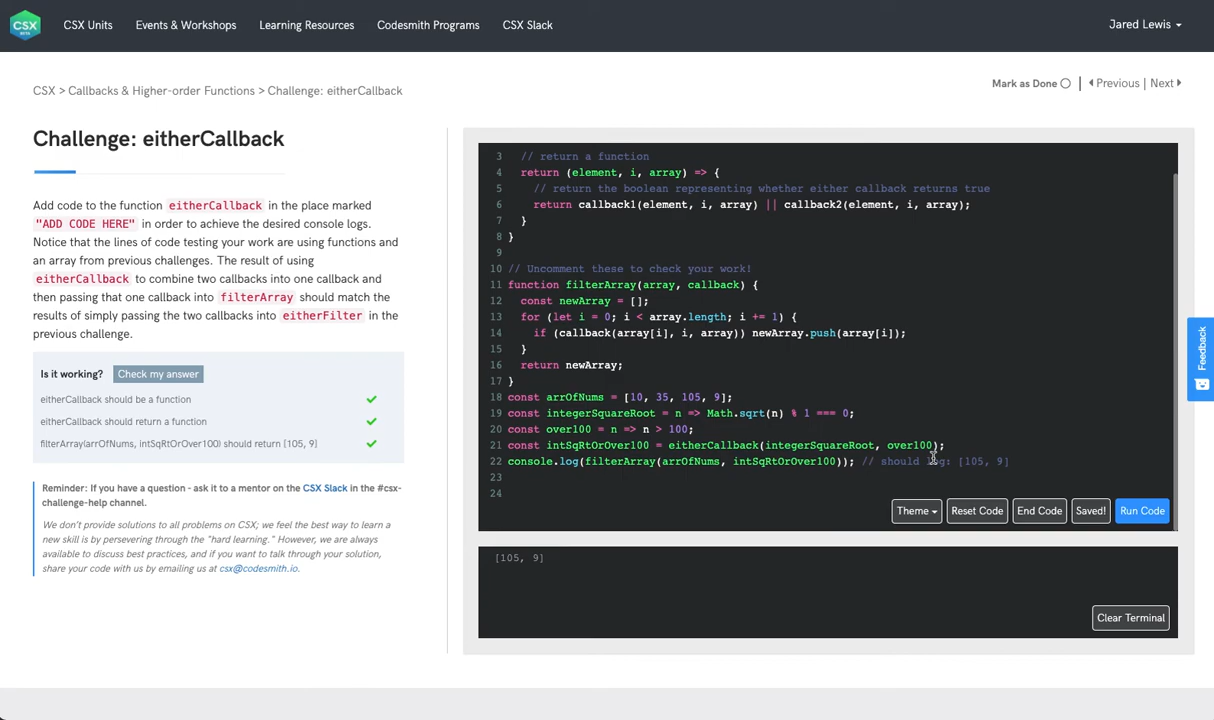 CSX
BETA
CSX Units
Events & Workshops
Learning Resources
Codesmith Programs
CSX Slack
Jared Lewis
CSX > Callbacks & Higher-order Functions > Challenge: eitherCallback
Mark as Done
Previous | Next
Challenge: eitherCallback
Add code to the function eitherCallback in the place marked
"ADD CODE HERE" in order to achieve the desired console logs.
Notice that the lines of code testing your work are using functions and
an array from previous challenges. The result of using
eitherCallback to combine two callbacks into one callback and
then passing that one callback into filterArray should match the
results of simply passing the two callbacks into eitherFilter in the
previous challenge.
Is it working? Check my answer
eitherCallback should be a function
eitherCallback should return a function
filterArray(arrOfNums, intSqRtOrOver100) should return [105, 9]
Reminder: If you have a question - ask it to a mentor on the CSX Slack in the #csx-
challenge-help channel.
We don't provide solutions to all problems on CSX; we feel the best way to learn a
new skill is by persevering through the "hard learning." However, we are always
available to discuss best practices, and if you want to talk through your solution,
share your code with us by emailing us at csx@codesmith.io.
3 // return a function
4 return (element, i, array) => {
5 // return the boolean representing whether either callback returns true
6 return callback1(element, i, array) || callback2(element, i, array);
7 }
8 }
9
10 // Uncomment these to check your work!
11 function filterArray(array, callback) {
12 const newArray = [];
13 for (let i = 0; i < array.length; i += 1) {
14 if (callback(array[i], i, array)) newArray.push(array[i]);
15 }
16 return newArray;
17 }
18 const arrOfNums = [10, 35, 105, 9];
19 const integerSquareRoot = n => Math.sqrt(n) % 1 === 0;
20 const over100 = n => n > 100;
21 const intSqRtOrOver100 = eitherCallback(integerSquareRoot, over100);
22 console.log(filterArray(arrOfNums, intSqRtOrOver100)); // should log: [105, 9]
23
24
Theme
Reset Code
End Code
Saved!
Run Code
[105, 9]
Clear Terminal
Feedback